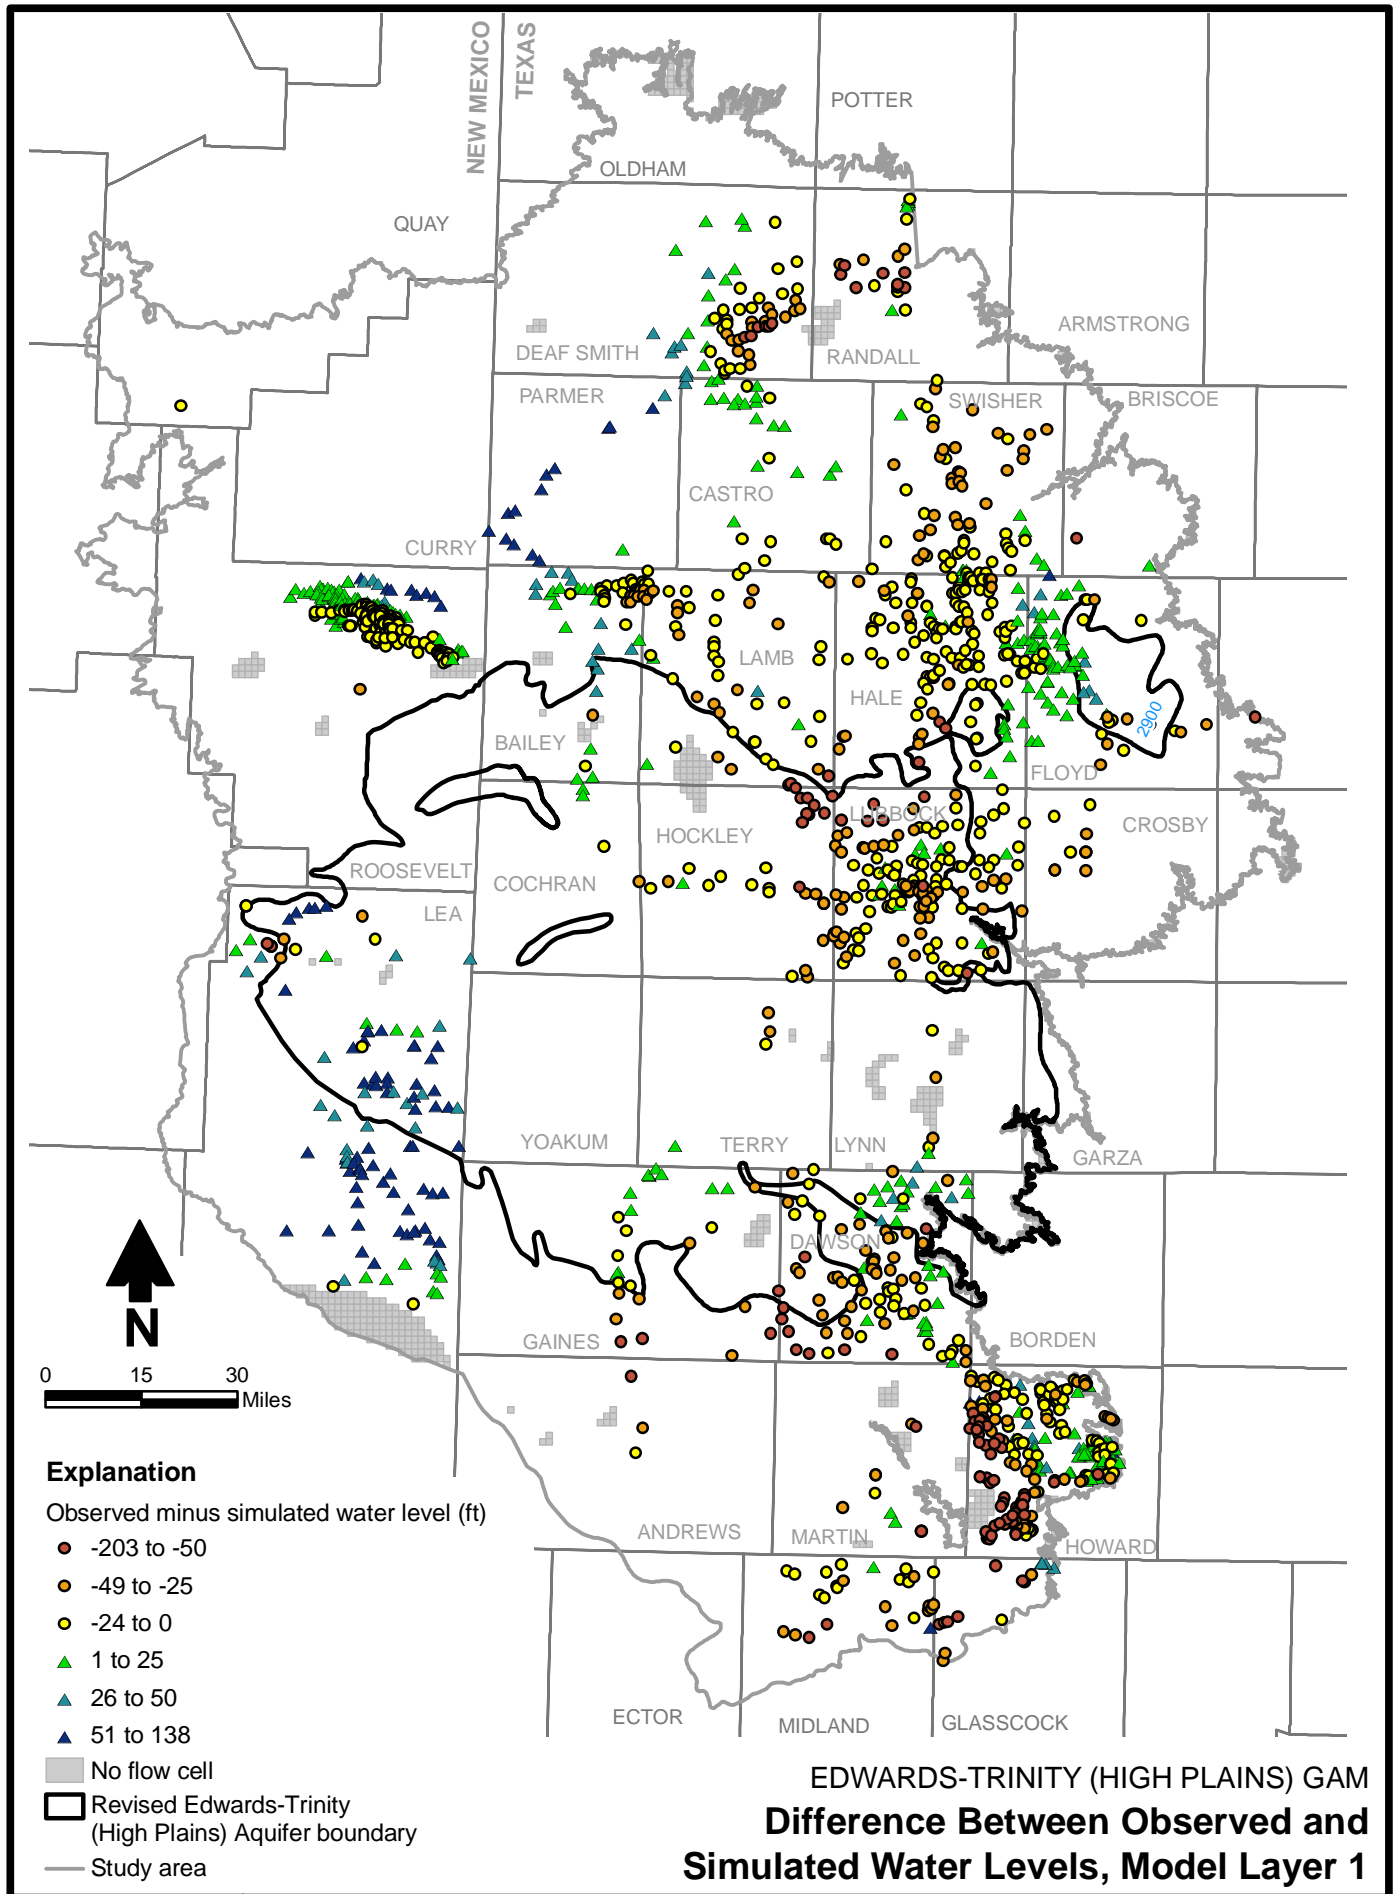 NEW MEXICO
TEXAS
POTTER
OLDHAM
QUAY
ARMSTRONG
DEAF SMITH
RANDALL
PARMER
SWISHER
BRISCOE
CASTRO
CURRY
LAMB
HALE
2900
BAILEY
FLOYD
LUBBOCK
CROSBY
HOCKLEY
ROOSEVELT
COCHRAN
LEA
YOAKUM
TERRY
LYNN
GARZA
DAWSON
GAINES
BORDEN
N
0 15 30
Miles
ANDREWS
MARTIN
HOWARD
ECTOR
MIDLAND
GLASSCOCK
Explanation
Observed minus simulated water level (ft)
-203 to -50
-49 to -25
-24 to 0
1 to 25
26 to 50
51 to 138
No flow cell
Revised Edwards-Trinity
(High Plains) Aquifer boundary
Study area
EDWARDS-TRINITY (HIGH PLAINS) GAM
Difference Between Observed and
Simulated Water Levels, Model Layer 1